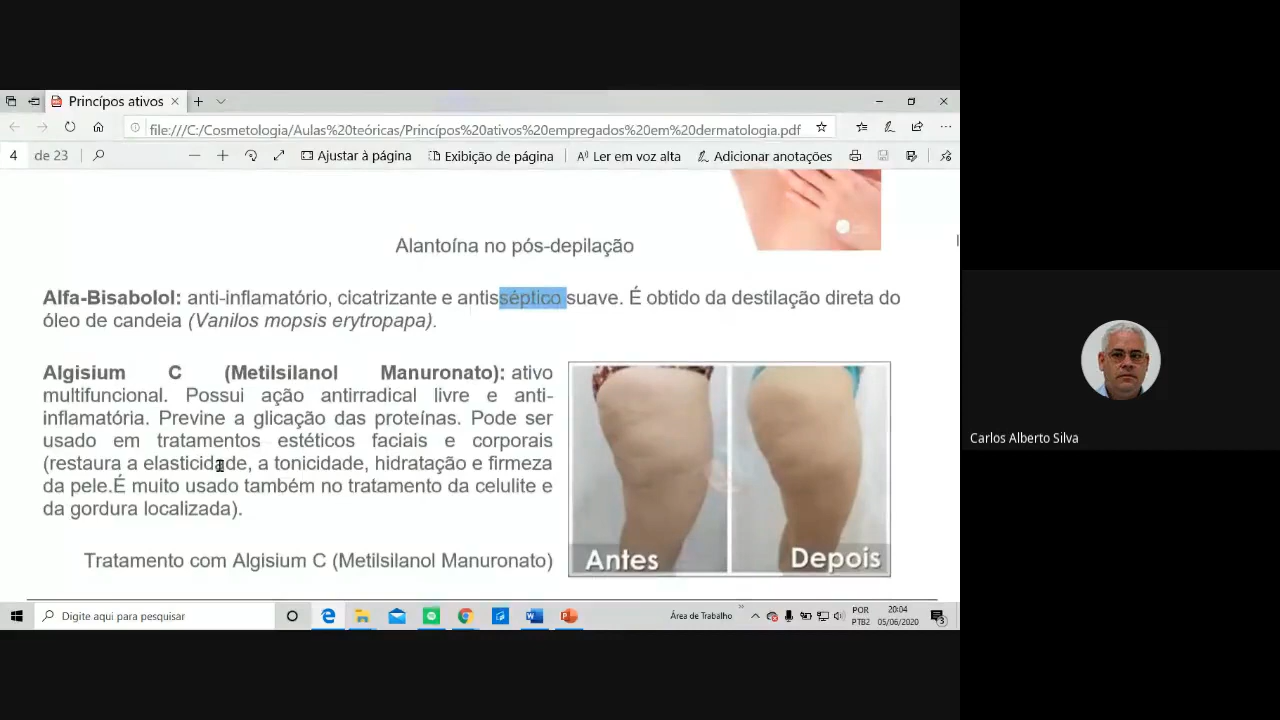 Princípos ativos
file:///C:/Cosmetologia/Aulas%20teóricas/Princípos%20ativos%20empregados%20em%20dermatologia.pdf
4 de 23
Ajustar à página
Exibição de página
Ler em voz alta
Adicionar anotações
Alantoína no pós-depilação
Alfa-Bisabolol: anti-inflamatório, cicatrizante e antisséptico suave. É obtido da destilação direta do
óleo de candeia (Vanilos mopsis erytropapa).
Algisium C (Metilsilanol Manuronato): ativo
multifuncional. Possui ação antirradical livre e anti-
inflamatória. Previne a glicação das proteínas. Pode ser
usado em tratamentos estéticos faciais e corporais
(restaura a elasticidade, a tonicidade, hidratação e firmeza
da pele.É muito usado também no tratamento da celulite e
da gordura localizada).
Tratamento com Algisium C (Metilsilanol Manuronato)
Antes
Depois
Carlos Alberto Silva
Digite aqui para pesquisar
Área de Trabalho
POR
PTB2
20:04
05/06/2020
3